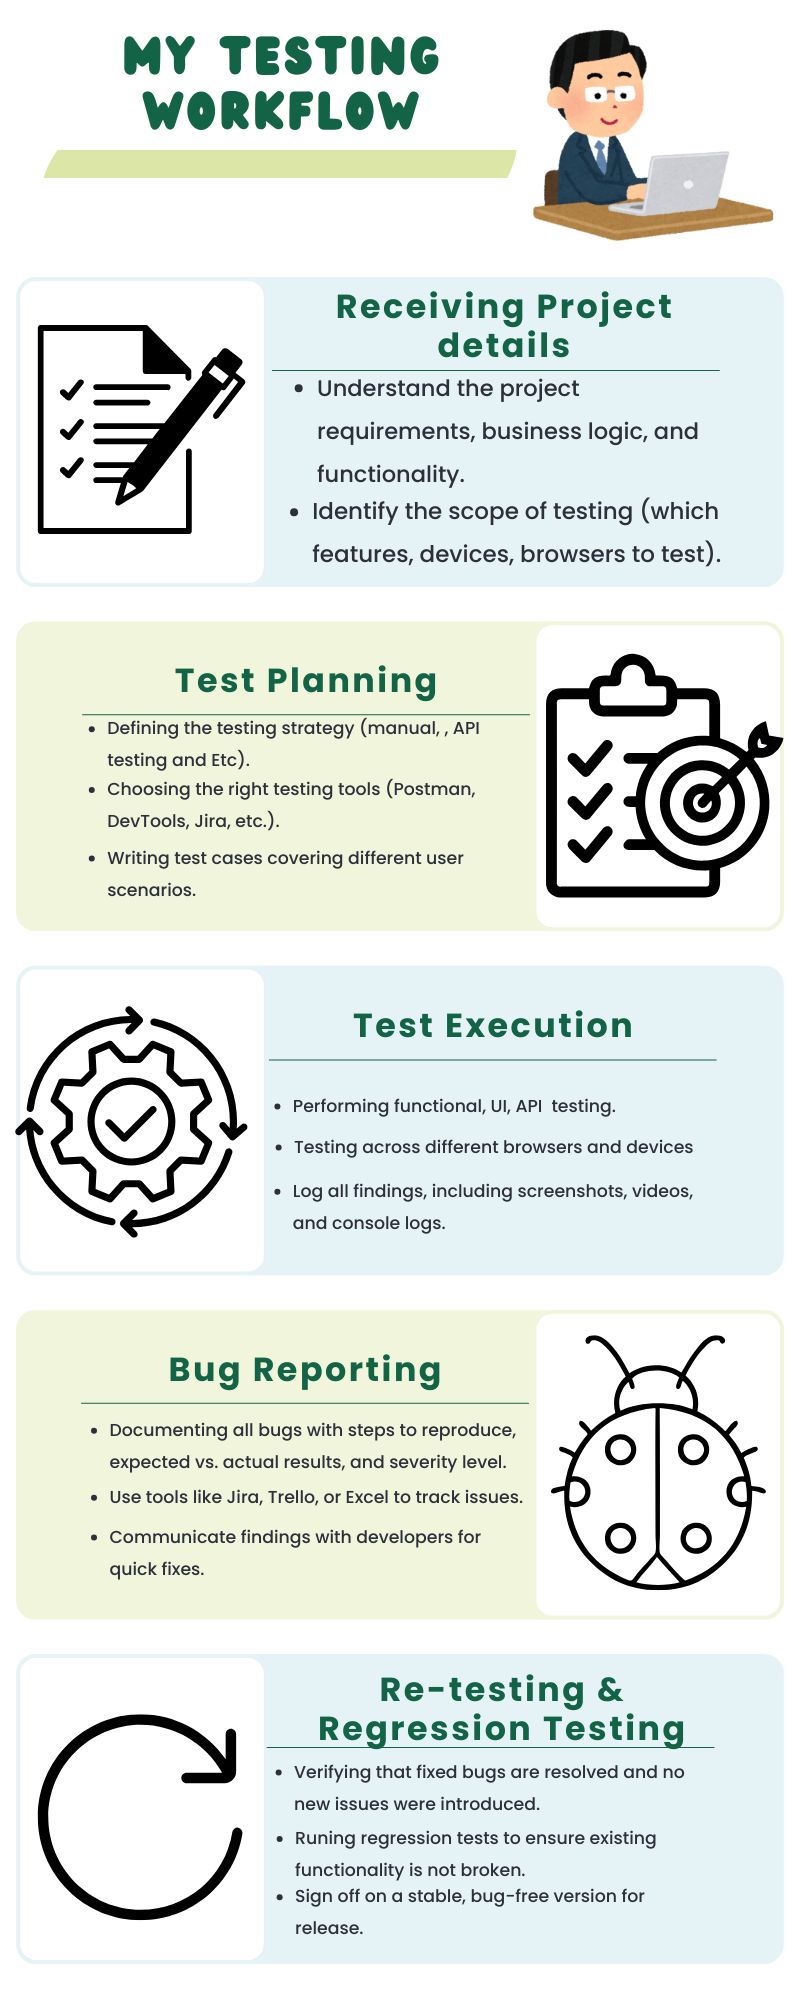 MY TESTING
WORKFLOW
Receiving Project
details
• Understand the project
requirements, business logic, and
functionality.
• Identify the scope of testing (which
features, devices, browsers to test).
Test Planning
• Defining the testing strategy (manual, , API
testing and Etc).
• Choosing the right testing tools (Postman,
DevTools, Jira, etc.).
• Writing test cases covering different user
scenarios.
Test Execution
• Performing functional, UI, API  testing.
• Testing across different browsers and devices
• Log all findings, including screenshots, videos,
and console logs.
Bug Reporting
• Documenting all bugs with steps to reproduce,
expected vs. actual results, and severity level.
• Use tools like Jira, Trello, or Excel to track issues.
• Communicate findings with developers for
quick fixes.
Re-testing &
Regression Testing
• Verifying that fixed bugs are resolved and no
new issues were introduced.
• Runing regression tests to ensure existing
functionality is not broken.
• Sign off on a stable, bug-free version for
release.